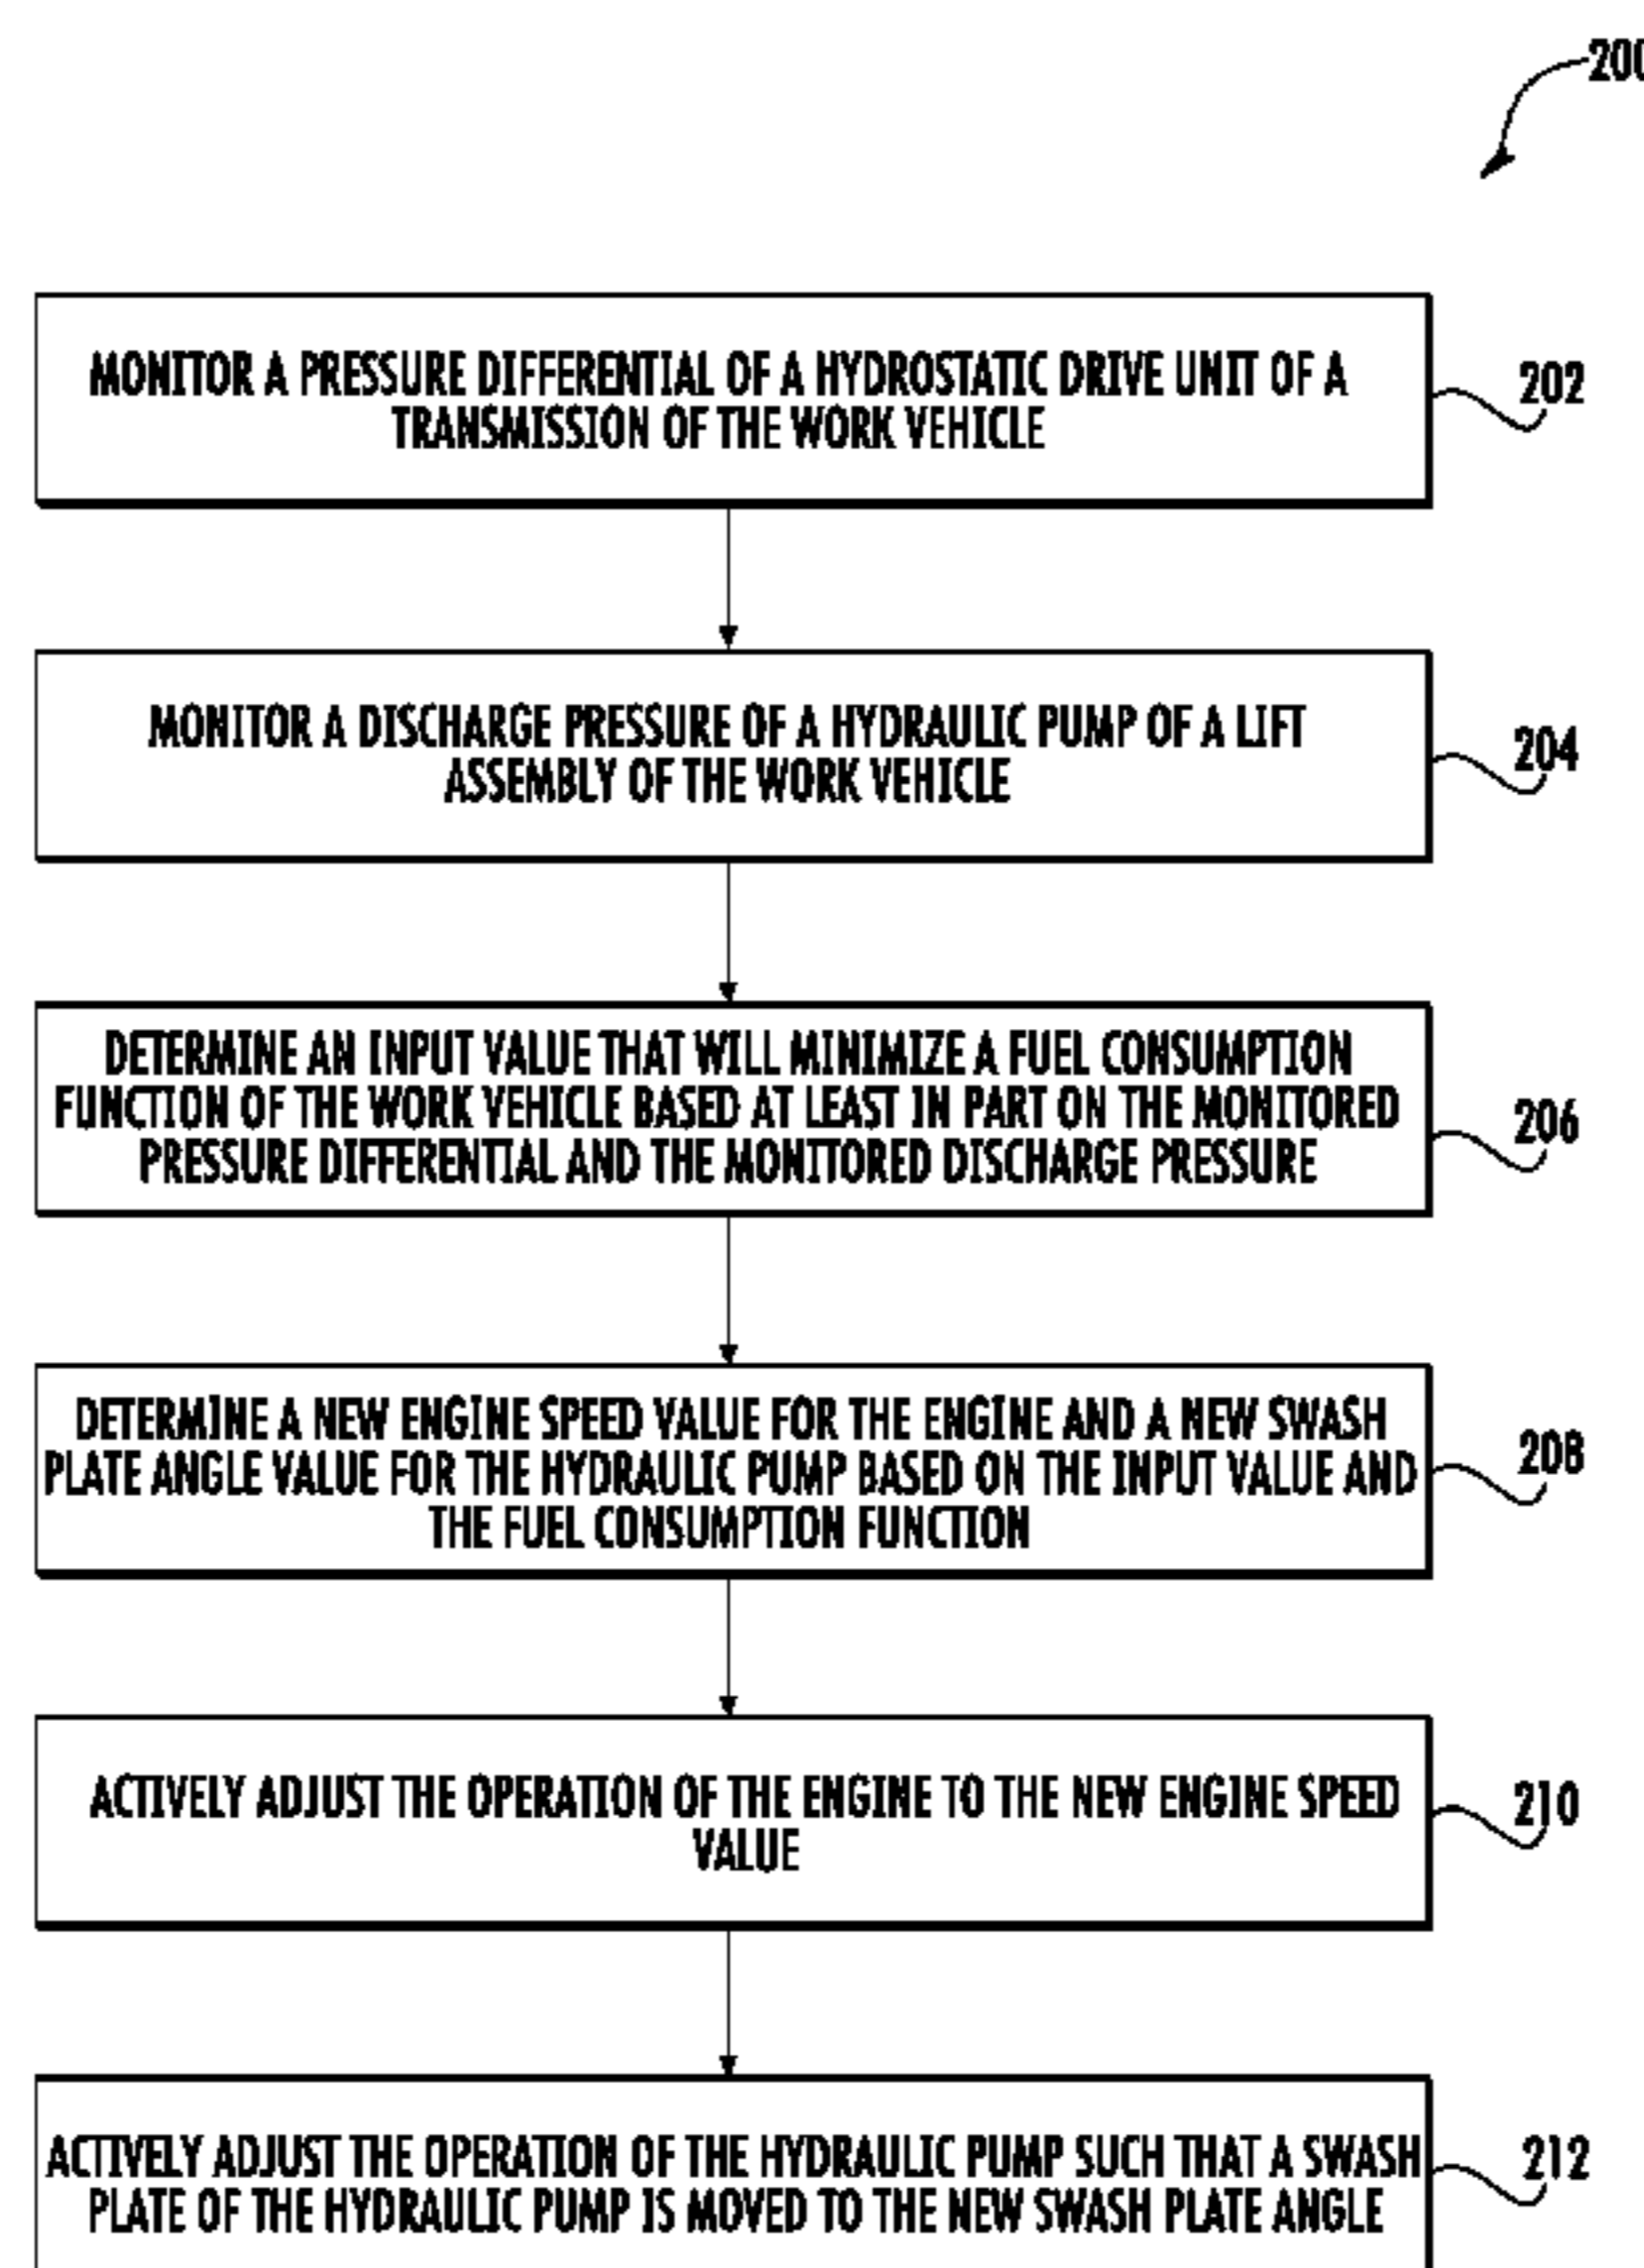 200
MONITOR A PRESSURE DIFFERENTIAL OF A HYDROSTATIC DRIVE UNIT OF A
TRANSMISSION OF THE WORK VEHICLE
202
MONITOR A DISCHARGE PRESSURE OF A HYDRAULIC PUMP OF A LIFT
ASSEMBLY OF THE WORK VEHICLE
204
DETERMINE AN INPUT VALUE THAT WILL MINIMIZE A FUEL CONSUMPTION
FUNCTION OF THE WORK VEHICLE BASED AT LEAST IN PART ON THE MONITORED
PRESSURE DIFFERENTIAL AND THE MONITORED DISCHARGE PRESSURE
206
DETERMINE A NEW ENGINE SPEED VALUE FOR THE ENGINE AND A NEW SWASH
PLATE ANGLE VALUE FOR THE HYDRAULIC PUMP BASED ON THE INPUT VALUE AND
THE FUEL CONSUMPTION FUNCTION
208
ACTIVELY ADJUST THE OPERATION OF THE ENGINE TO THE NEW ENGINE SPEED
VALUE
210
ACTIVELY ADJUST THE OPERATION OF THE HYDRAULIC PUMP SUCH THAT A SWASH
PLATE OF THE HYDRAULIC PUMP IS MOVED TO THE NEW SWASH PLATE ANGLE
212